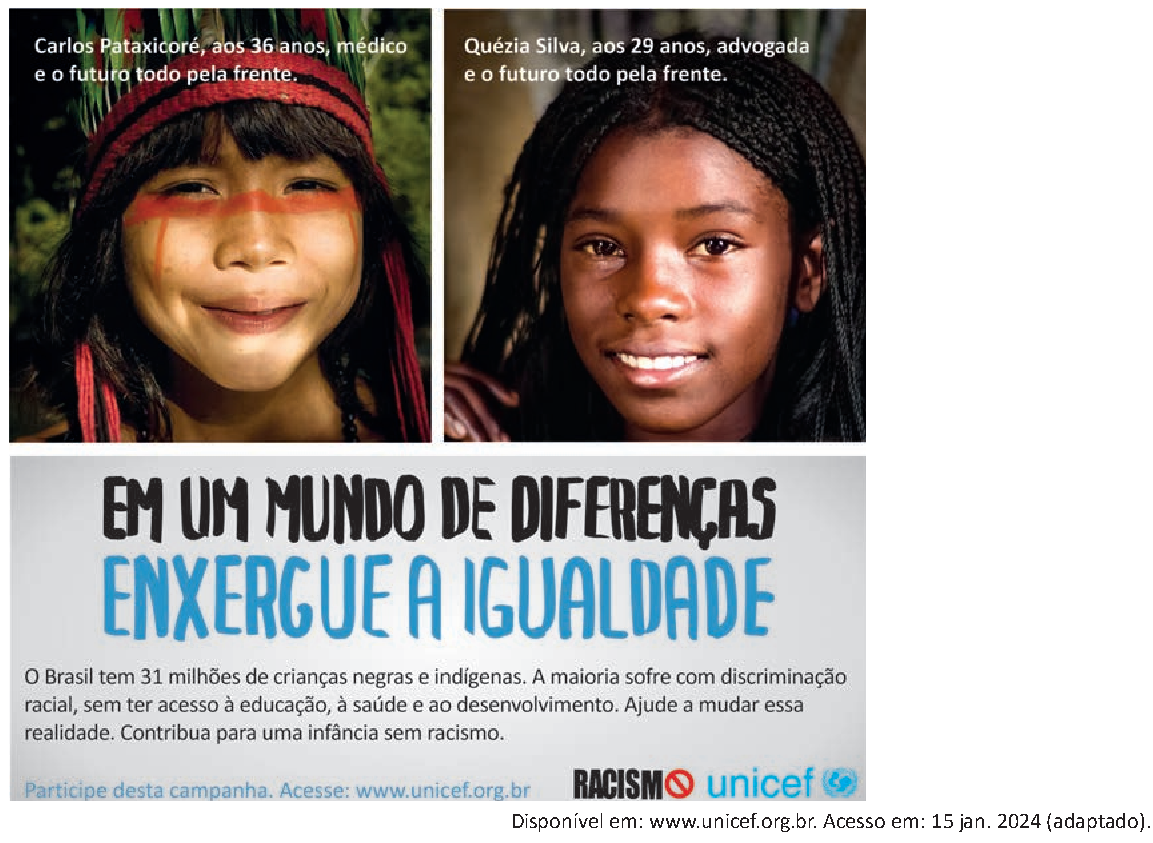 Carlos Pataxicoré, aos 36 anos, médico
e o futuro todo pela frente.
Quézia Silva, aos 29 anos, advogada
e o futuro todo pela frente.
EM UM MUNDO DE DIFERENÇAS
ENXERGUE A IGUALDADE
O Brasil tem 31 milhões de crianças negras e indígenas. A maioria sofre com discriminação
racial, sem ter acesso à educação, à saúde e ao desenvolvimento. Ajude a mudar essa
realidade. Contribua para uma infância sem racismo.
Participe desta campanha. Acesse: www.unicef.org.br
RACISMO unicef
Disponível em: www.unicef.org.br. Acesso em: 15 jan. 2024 (adaptado).